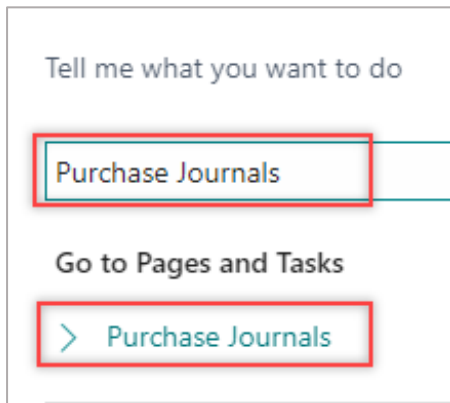 Tell me what you want to do
Purchase Journals
Go to Pages and Tasks
Purchase Journals